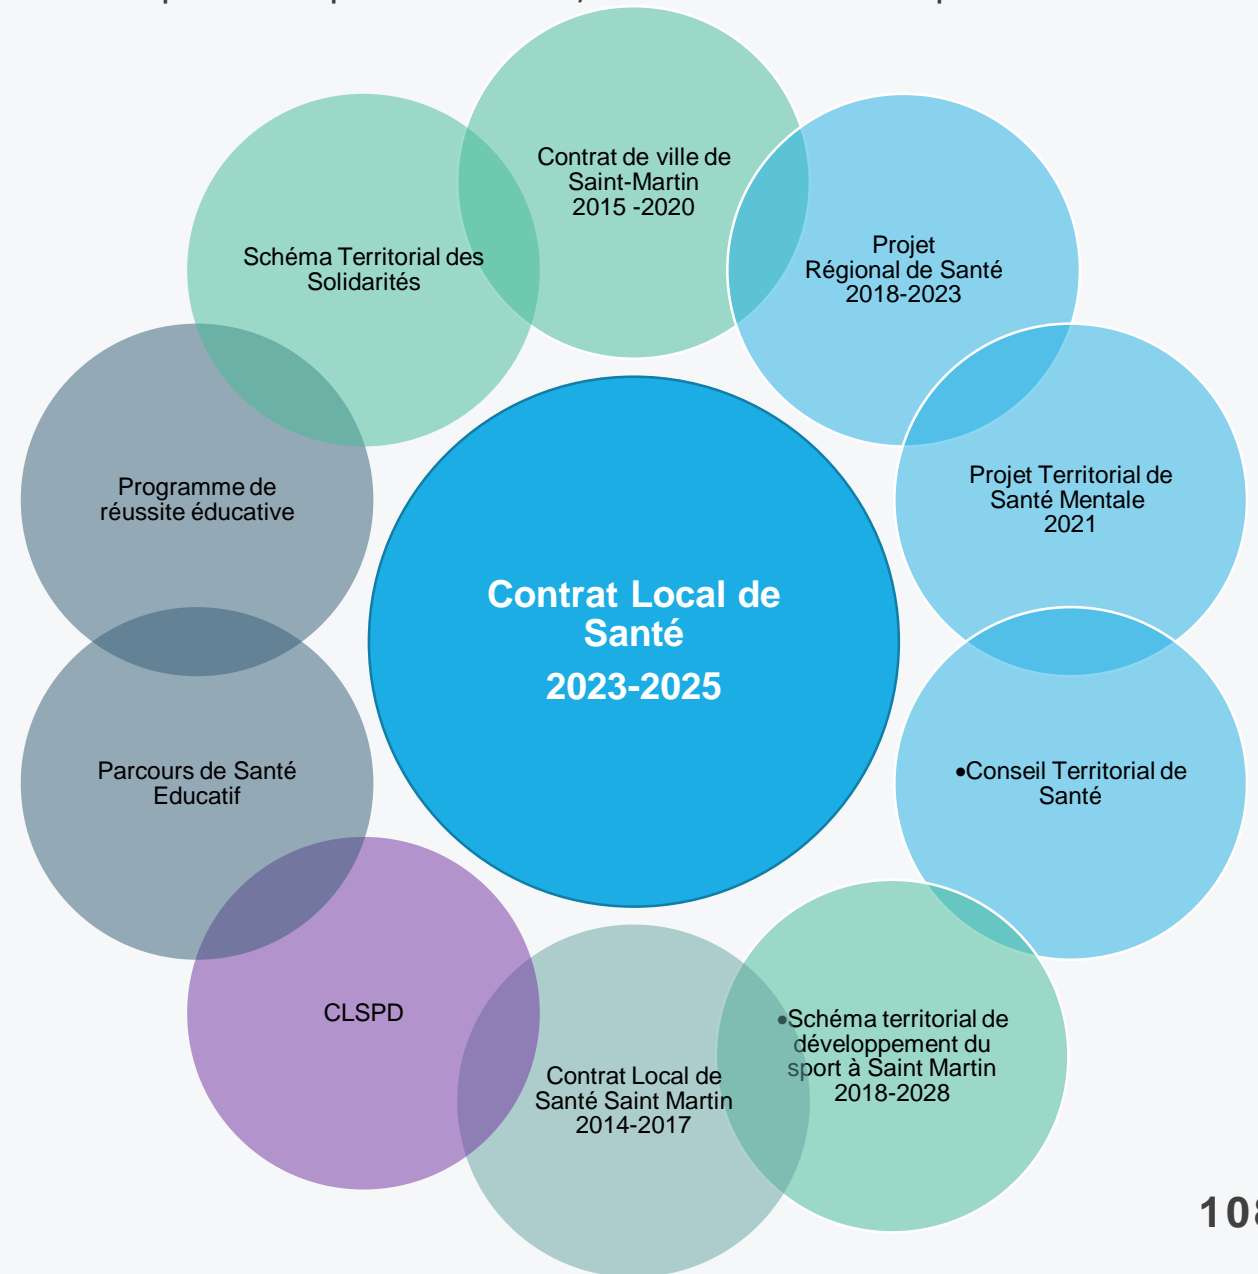 Contrat de ville de
Saint-Martin
2015 -2020
Projet
Régional de Santé
2018-2023
Schéma Territorial des
Solidarités
Projet Territorial de
Santé Mentale
2021
Programme de
réussite éducative
Contrat Local de
Santé
2023-2025
Parcours de Santé
Educatif
•Conseil Territorial de
Santé
CLSPD
•Schéma territorial de
développement du
sport à Saint Martin
2018-2028
Contrat Local de
Santé Saint Martin
2014-2017
108